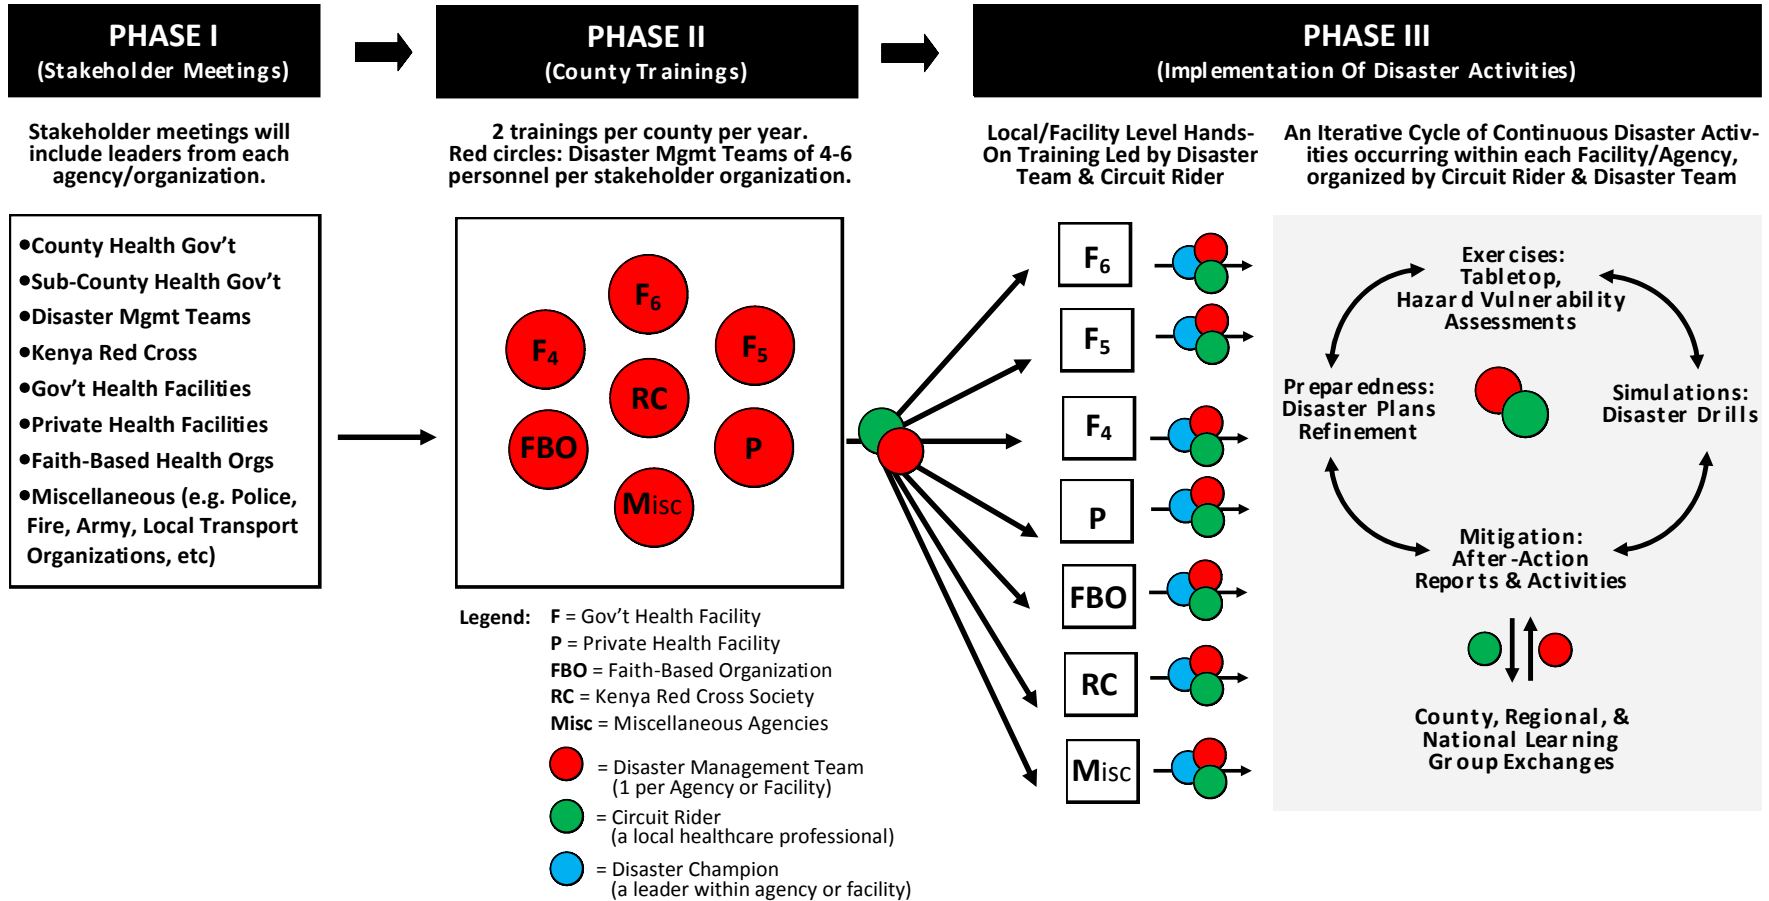 PHASE I
(Stakeholder Meetings)
Stakeholder meetings will
include leaders from each
agency/organization.
•County Health Gov't
•Sub-County Health Gov't
•Disaster Mgmt Teams
•Kenya Red Cross
•Gov't Health Facilities
•Private Health Facilities
•Faith-Based Health Orgs
•Miscellaneous (e.g. Police,
Fire, Army, Local Transport
Organizations, etc)
PHASE II
(County Trainings)
2 trainings per county per year.
Red circles: Disaster Mgmt Teams of 4-6
personnel per stakeholder organization.
F6
F4
F5
RC
FBO
P
Misc
Legend:
F = Gov't Health Facility
P = Private Health Facility
FBO = Faith-Based Organization
RC = Kenya Red Cross Society
Misc = Miscellaneous Agencies
= Disaster Management Team
(1 per Agency or Facility)
= Circuit Rider
(a local healthcare professional)
= Disaster Champion
(a leader within agency or facility)
PHASE III
(Implementation Of Disaster Activities)
Local/Facility Level Hands-
On Training Led by Disaster
Team & Circuit Rider
F6
F5
F4
P
FBO
RC
Misc
An Iterative Cycle of Continuous Disaster Activ-
ities occurring within each Facility/Agency,
organized by Circuit Rider & Disaster Team
Exercises:
Tabletop,
Hazard Vulnerability
Assessments
Preparedness:
Disaster Plans
Refinement
Simulations:
Disaster Drills
Mitigation:
After-Action
Reports & Activities
County, Regional, &
National Learning
Group Exchanges